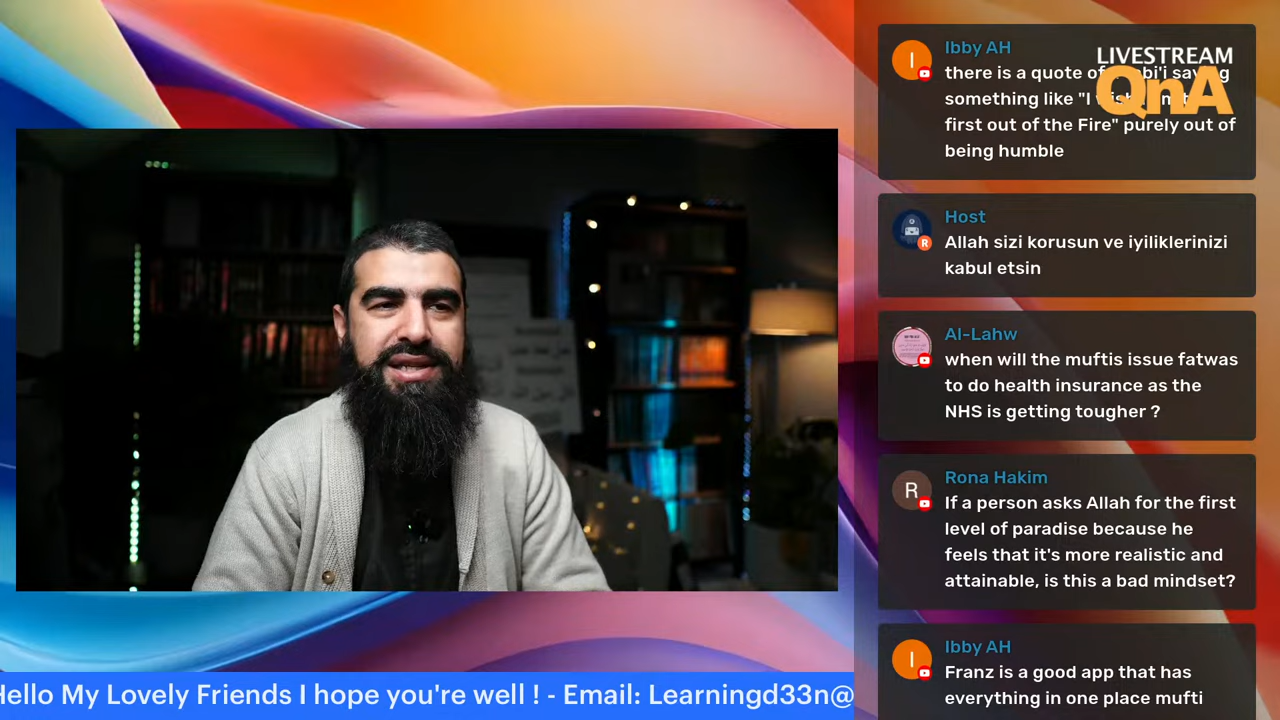 Ibby AH
there is a quote of
something like "I
first out of the Fire" purely out of
being humble
LIVESTREAM
QnA
Host
Allah sizi korusun ve iyiliklerinizi
kabul etsin
Al-Lahw
when will the muftis issue fatwas
to do health insurance as the
NHS is getting tougher ?
Rona Hakim
If a person asks Allah for the first
level of paradise because he
feels that it's more realistic and
attainable, is this a bad mindset?
Ibby AH
Franz is a good app that has
everything in one place mufti
Hello My Lovely Friends I hope you're well ! - Email: Learningd33n@